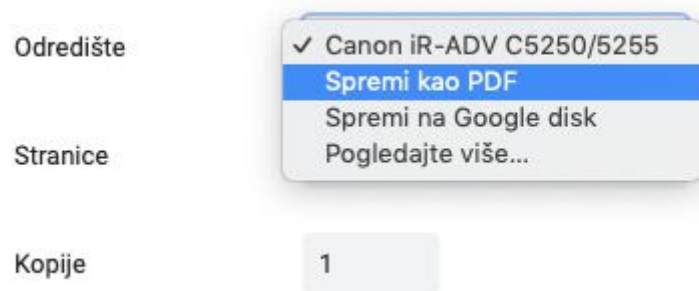 Odredište
✓ Canon iR-ADV C5250/5255
Spremi kao PDF
Spremi na Google disk
Stranice
Pogledajte više...
Kopije
1